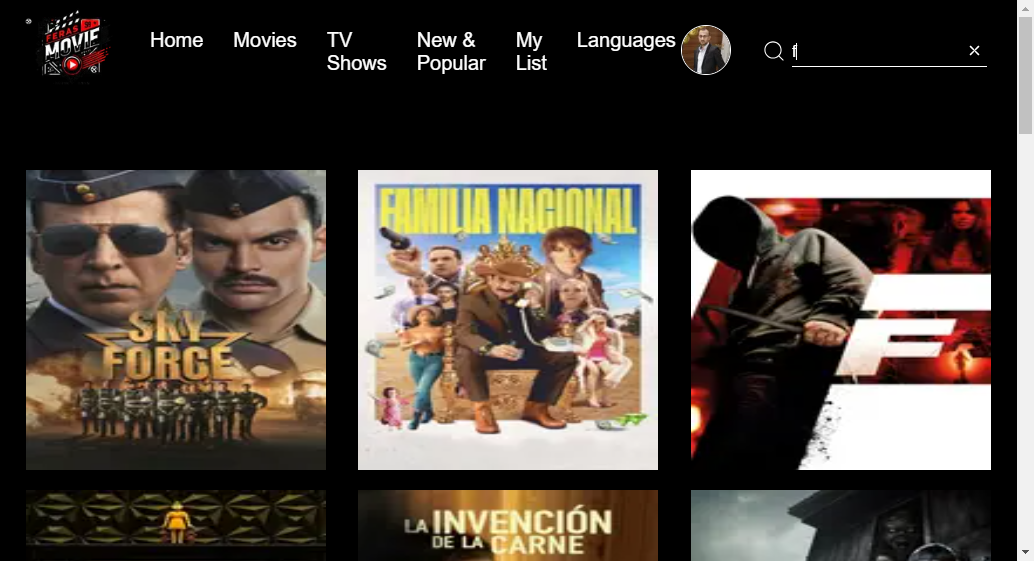 FERAS
MOVIE
Home
Movies
TV
Shows
New &
Popular
My
List
Languages
f
SKY
FORCE
FAMILIA NACIONAL
F
LA INVENCIÓN
DE LA CARNE